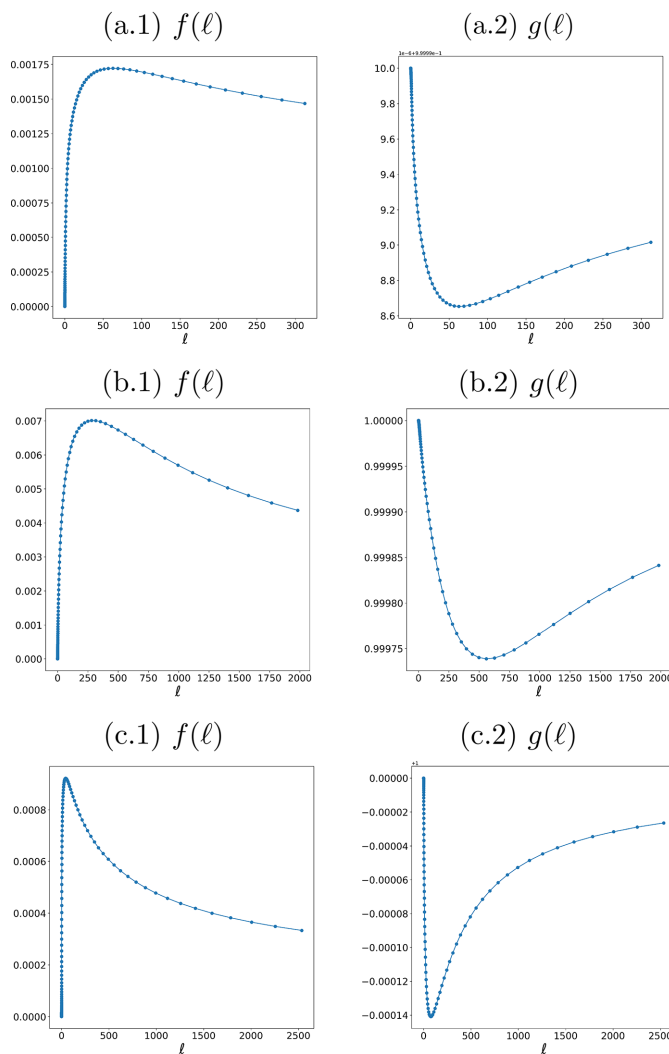 (a.1) f(ℓ)
0.00175
0.00150
0.00125
0.00100
0.00075
0.00050
0.00025
0.00000
0 50 100 150 200 250 300
ℓ
(a.2) g(ℓ)
1e-6+9.9999e-1
10.0
9.6
9.4
9.2
9.0
8.8
8.6
9.8
0 50 100 150 200 250 300
ℓ
(b.1) f(ℓ)
0.007
0.006
0.005
0.004
0.003
0.002
0.001
0.000
0 250 500 750 1000 1250 1500 1750 2000
ℓ
(b.2) g(ℓ)
1.00000
0.99995
0.99990
0.99985
0.99980
0.99975
0 250 500 750 1000 1250 1500 1750 2000
ℓ
(c.1) f(ℓ)
0.0008
0.0006
0.0004
0.0002
0.0000
0 500 1000 1500 2000 2500
ℓ
(c.2) g(ℓ)
+1
0.00000
−0.00002
−0.00004
−0.00006
−0.00008
−0.00010
−0.00012
−0.00014
0 500 1000 1500 2000 2500
ℓ